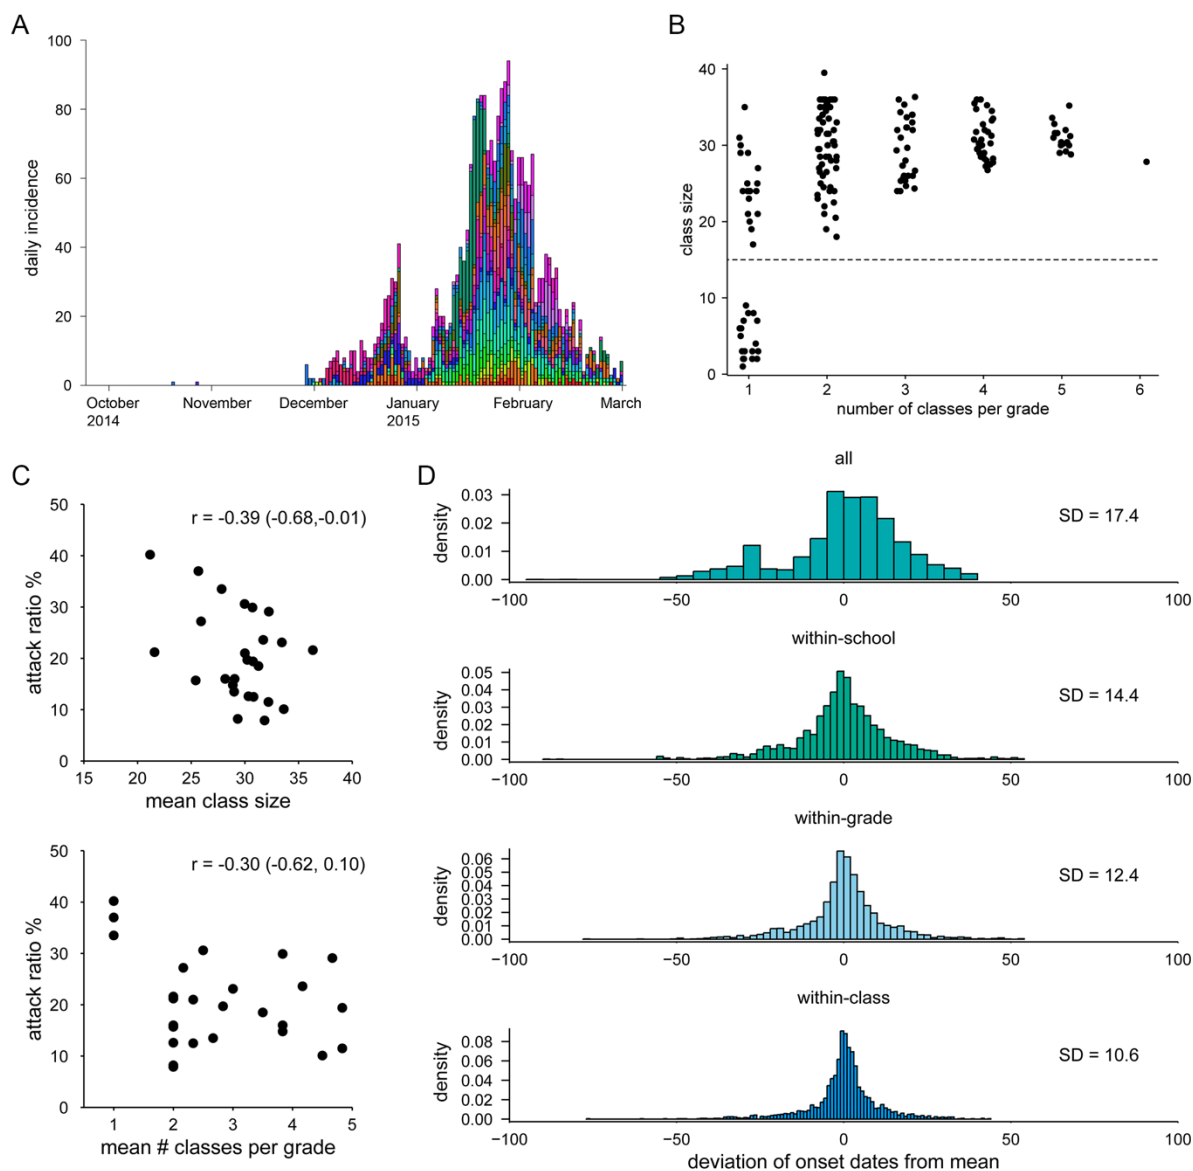 A
100
80
60
40
20
0
daily incidence
October November December January February March
2014 2015
B
40
30
20
10
0
class size
1 2 3 4 5 6
number of classes per grade
C
50
40
30
20
10
0
attack ratio %
r = -0.39 (-0.68,-0.01)
15 20 25 30 35 40
mean class size
50
40
30
20
10
0
attack ratio %
r = -0.30 (-0.62, 0.10)
1 2 3 4 5
mean # classes per grade
D
all
0.03
0.02
0.01
0.00
density
SD = 17.4
−100 −50 0 50 100
within-school
0.05
0.04
0.03
0.02
0.01
0.00
density
SD = 14.4
−100 −50 0 50 100
within-grade
0.06
0.05
0.04
0.03
0.02
0.01
0.00
density
SD = 12.4
−100 −50 0 50 100
within-class
0.08
0.06
0.04
0.02
0.00
density
SD = 10.6
−100 −50 0 50 100
deviation of onset dates from mean